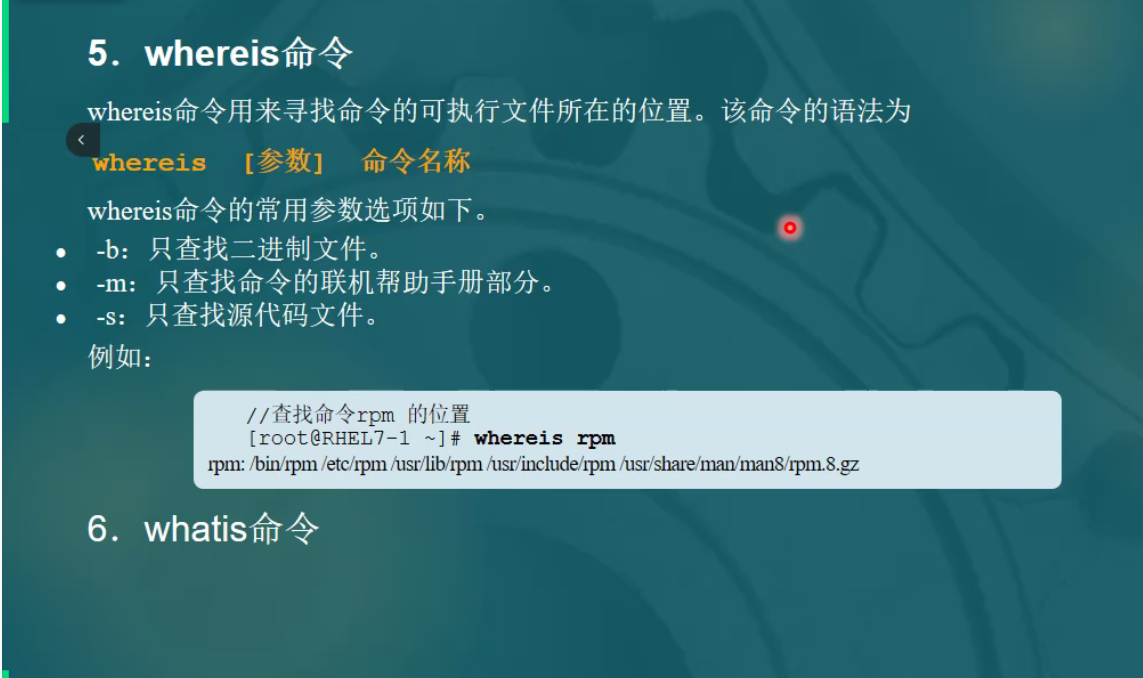 5. whereis命令
whereis命令用来寻找命令的可执行文件所在的位置。该命令的语法为
whereis [参数] 命令名称
whereis命令的常用参数选项如下。
• -b：只查找二进制文件。
• -m：只查找命令的联机帮助手册部分。
• -s：只查找源代码文件。
例如：
//查找命令rpm 的位置
[root@RHEL7-1 ~]# whereis rpm
rpm: /bin/rpm /etc/rpm /usr/lib/rpm /usr/include/rpm /usr/share/man/man8/rpm.8.gz
6. whatis命令